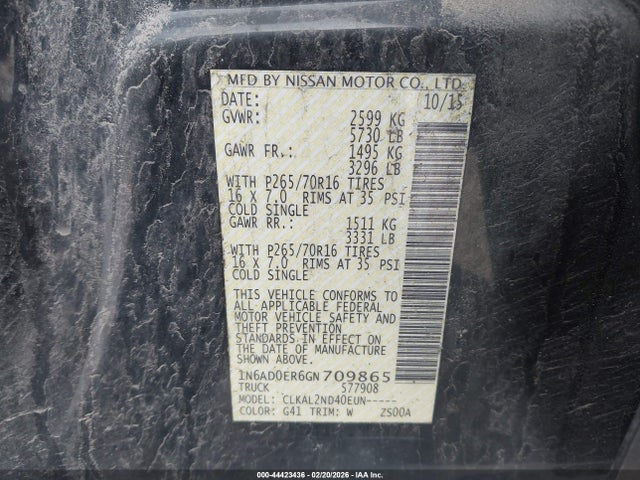 MFD BY NISSAN MOTOR CO., LTD
DATE: 10/15
GVWR: 2599 KG
5730 LB
GAWR FR.: 1495 KG
3296 LB
WITH P265/70R16 TIRES
16 X 7.0 RIMS AT 35 PSI
COLD SINGLE
GAWR RR.: 1511 KG
3331 LB
WITH P265/70R16 TIRES
16 X 7.0 RIMS AT 35 PSI
COLD SINGLE
THIS VEHICLE CONFORMS TO
ALL APPLICABLE FEDERAL
MOTOR VEHICLE SAFETY AND
THEFT PREVENTION
STANDARDS IN EFFECT ON
THE DATE OF MANUFACTURE
SHOWN ABOVE.
1N6AD0ER6GN709865
TRUCK 577908
MODEL: CLKAL2ND40EUN-----
COLOR: G41 TRIM: W ZS00A
000-44423436 - 02/20/2026 - IAA Inc.